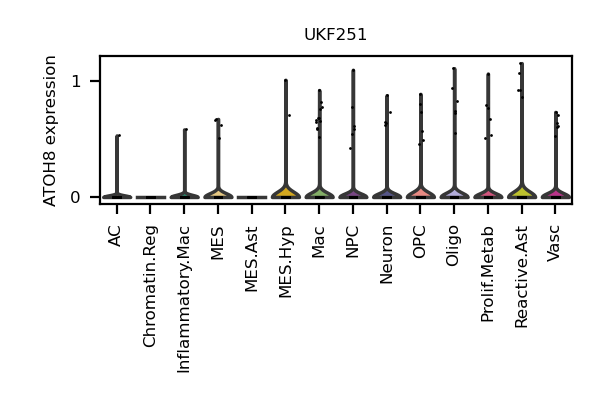 UKF251
ATOH8 expression
1
0
AC
Chromatin.Reg
Inflammatory.Mac
MES
MES.Ast
MES.Hyp
Mac
NPC
Neuron
OPC
Oligo
Prolif.Metab
Reactive.Ast
Vasc